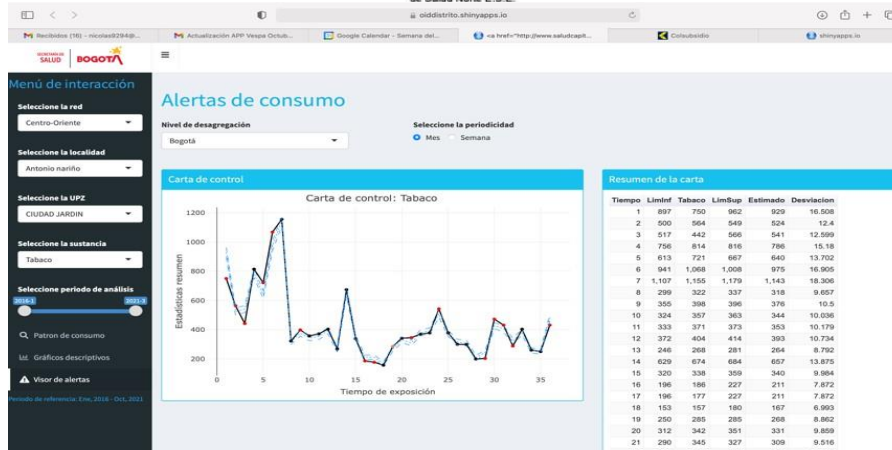 de Salud Norte E.S.E.
oiddistrito.shinyapps.io
Recibidos (16) - nicolas9294@...
Actualización APP Vespa Octub...
Google Calendar - Semana del...
<a href="http://www.saludcapit...
Colsubsidio
shinyapps.io
SECRETARÍA DE
SALUD
BOGOTÁ
Menú de interacción
Seleccione la red
Centro-Oriente
Seleccione la localidad
Antonio nariño
Seleccione la UPZ
CIUDAD JARDIN
Seleccione la sustancia
Tabaco
Seleccione periodo de análisis
2016-1 2021-3
Patron de consumo
Gráficos descriptivos
Visor de alertas
Periodo de referencia: Ene, 2016 - Oct, 2021
Alertas de consumo
Nivel de desagregación
Bogotá
Seleccione la periodicidad
Mes Semana
Carta de control
Carta de control: Tabaco
Estadísticas resumen
1200
1000
800
600
400
200
0 5 10 15 20 25 30 35
Tiempo de exposición
Resumen de la carta
Tiempo LimInf Tabaco LimSup Estimado Desviacion
1 897 750 962 929 16.508
2 500 564 549 524 12.4
3 517 442 566 541 12.599
4 756 814 816 786 15.18
5 613 721 667 640 13.702
6 941 1,068 1,008 975 16.905
7 1,107 1,155 1,179 1,143 18.306
8 299 322 337 318 9.657
9 355 398 396 376 10.5
10 324 357 363 344 10.036
11 333 371 373 353 10.179
12 372 404 414 393 10.734
13 246 268 281 264 8.792
14 629 674 684 657 13.875
15 320 338 359 340 9.984
16 196 186 227 211 7.872
17 196 177 227 211 7.872
18 153 157 180 167 6.993
19 250 285 285 268 8.862
20 312 342 351 331 9.859
21 290 345 327 309 9.516